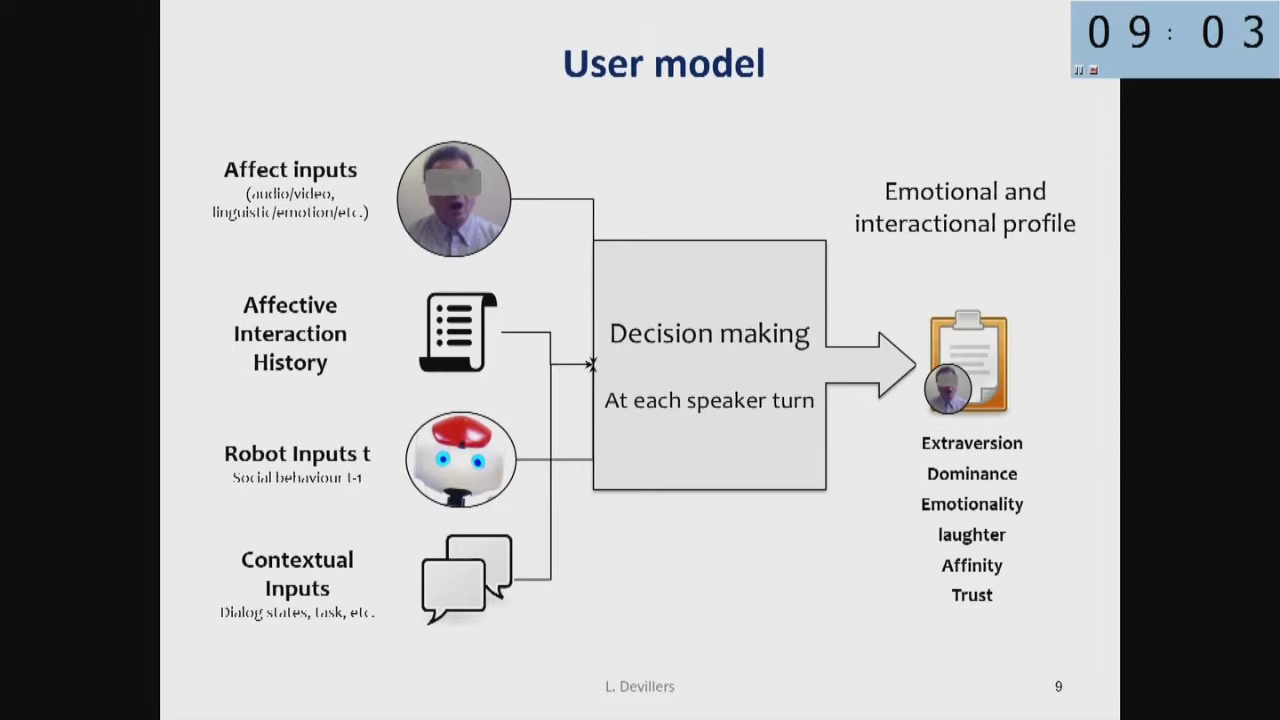 09:03
User model
Affect inputs
(audio/video,
linguistic/emotion/etc.)
Affective
Interaction
History
Robot Inputs t
Social behaviour t-1
Contextual
Inputs
Dialog states, task, etc.
Decision making
At each speaker turn
Emotional and
interactional profile
Extraversion
Dominance
Emotionality
laughter
Affinity
Trust
L. Devillers
9